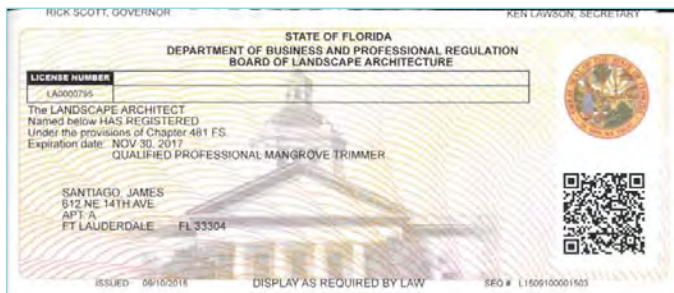 RICK SCOTT, GOVERNOR KEN LAWSON, SECRETARY
STATE OF FLORIDA
DEPARTMENT OF BUSINESS AND PROFESSIONAL REGULATION
BOARD OF LANDSCAPE ARCHITECTURE
LICENSE NUMBER
LA0000795
The LANDSCAPE ARCHITECT
Named below HAS REGISTERED
Under the provisions of Chapter 481 FS.
Expiration date: NOV 30, 2017
QUALIFIED PROFESSIONAL MANGROVE TRIMMER
SANTIAGO, JAMES
612 NE 14TH AVE
APT A
FT LAUDERDALE FL 33304
ISSUED 09/10/2015 DISPLAY AS REQUIRED BY LAW SEQ # L1509100001503